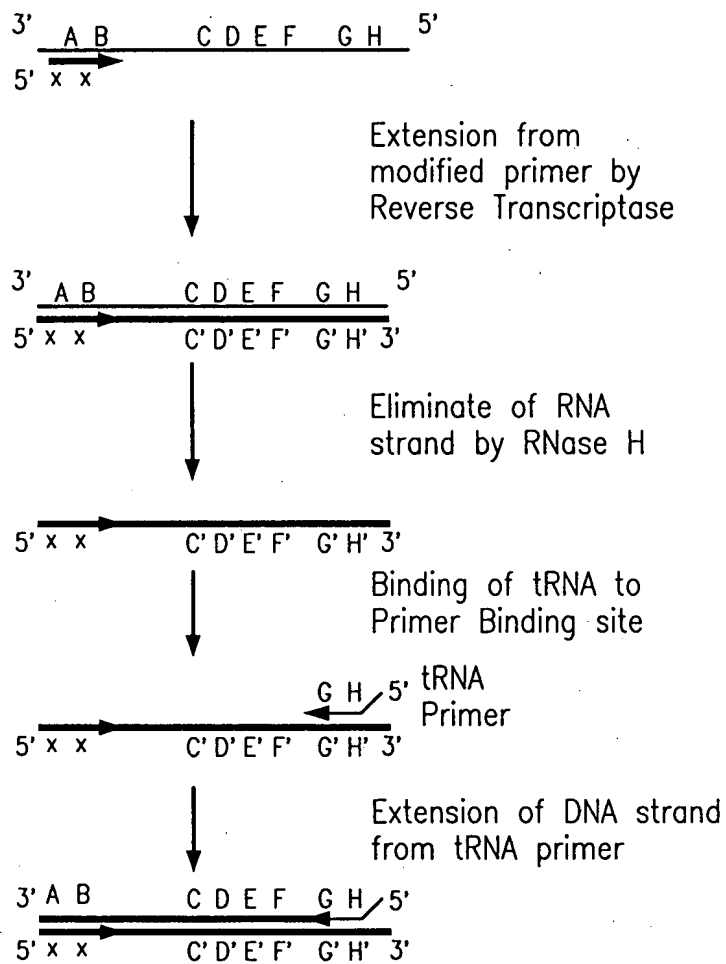 3' A B C D E F G H 5'
5' x x
Extension from
modified primer by
Reverse Transcriptase
3' A B C D E F G H 5'
5' x x C' D' E' F' G' H' 3'
Eliminate of RNA
strand by RNase H
5' x x C' D' E' F' G' H' 3'
Binding of tRNA to
Primer Binding site
G H 5' tRNA
Primer
5' x x C' D' E' F' G' H' 3'
Extension of DNA strand
from tRNA primer
3' A B C D E F G H 5'
5' x x C' D' E' F' G' H' 3'